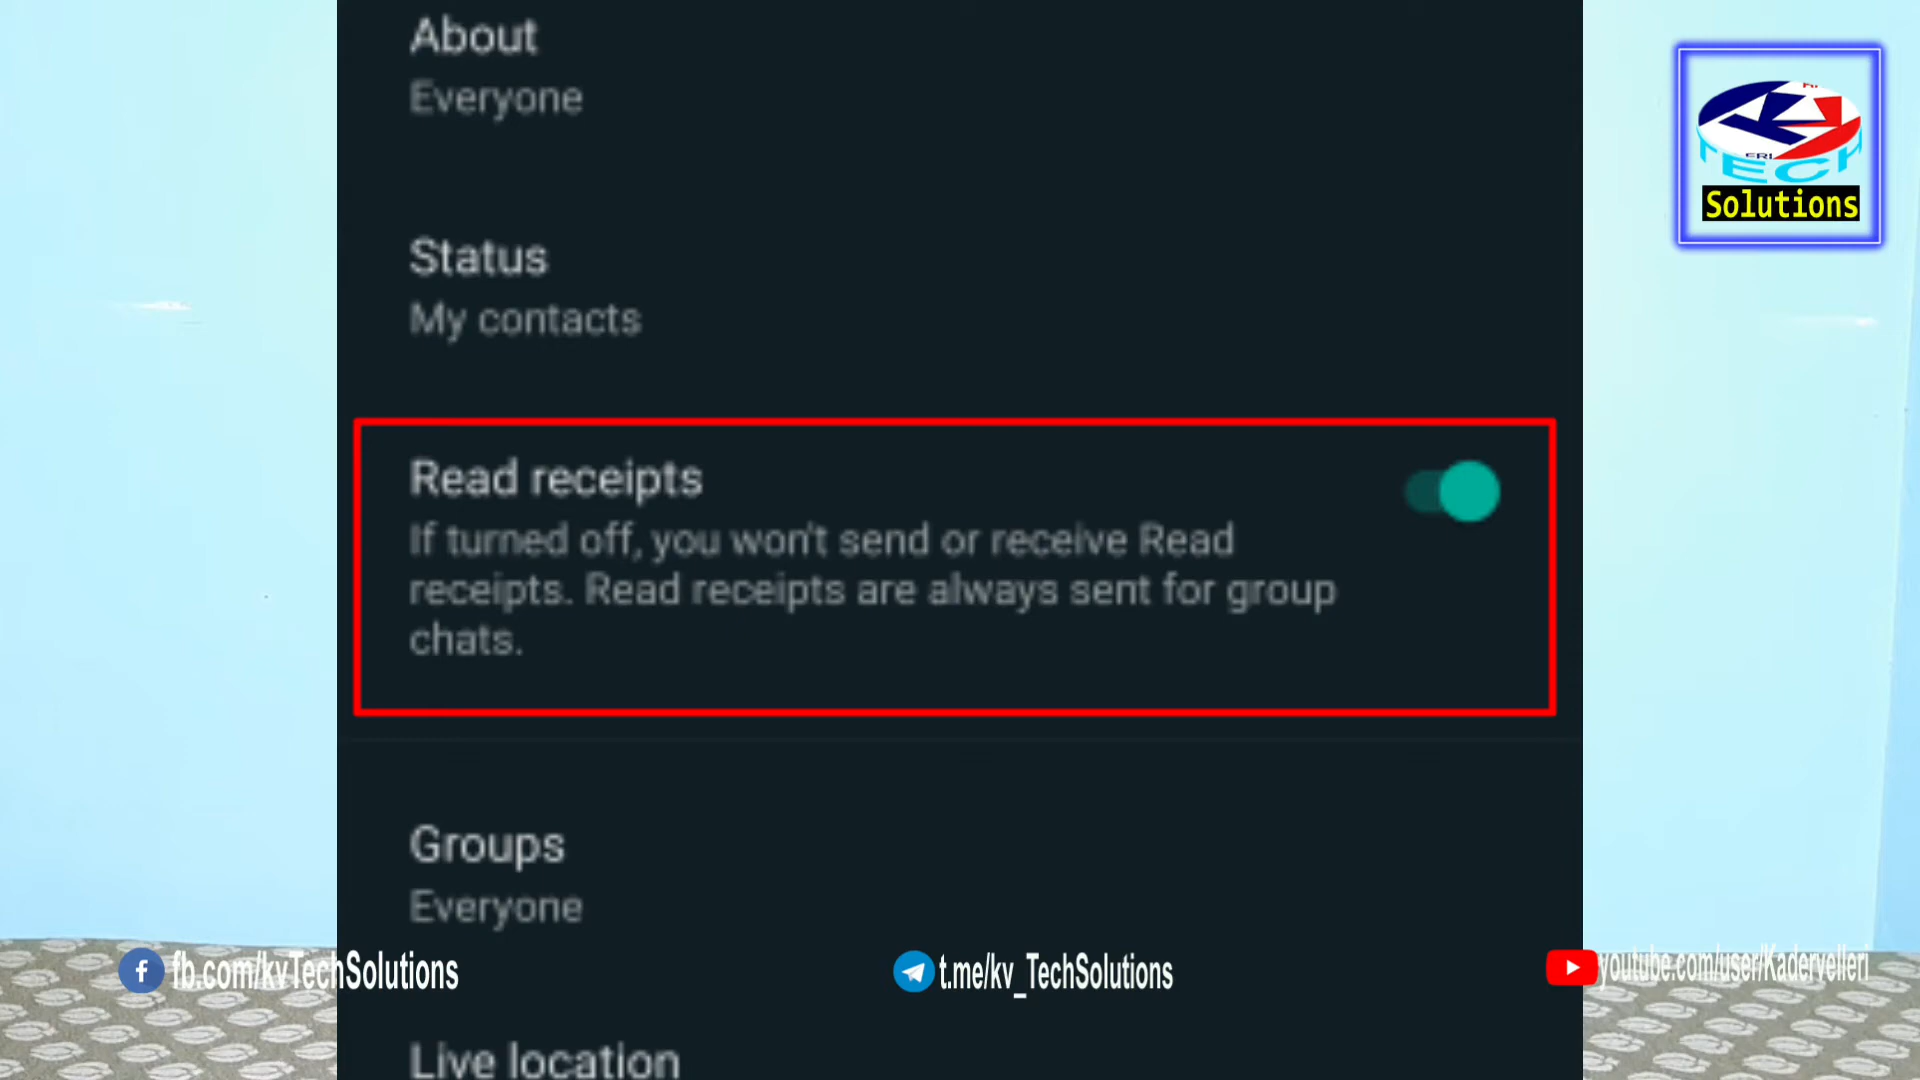 About
Everyone
Status
My contacts
Read receipts
If turned off, you won't send or receive Read
receipts. Read receipts are always sent for group
chats.
Groups
Everyone
Live location
TECH
Solutions
fb.com/kvTechSolutions
t.me/kv_TechSolutions
youtube.com/user/Kadervelleri